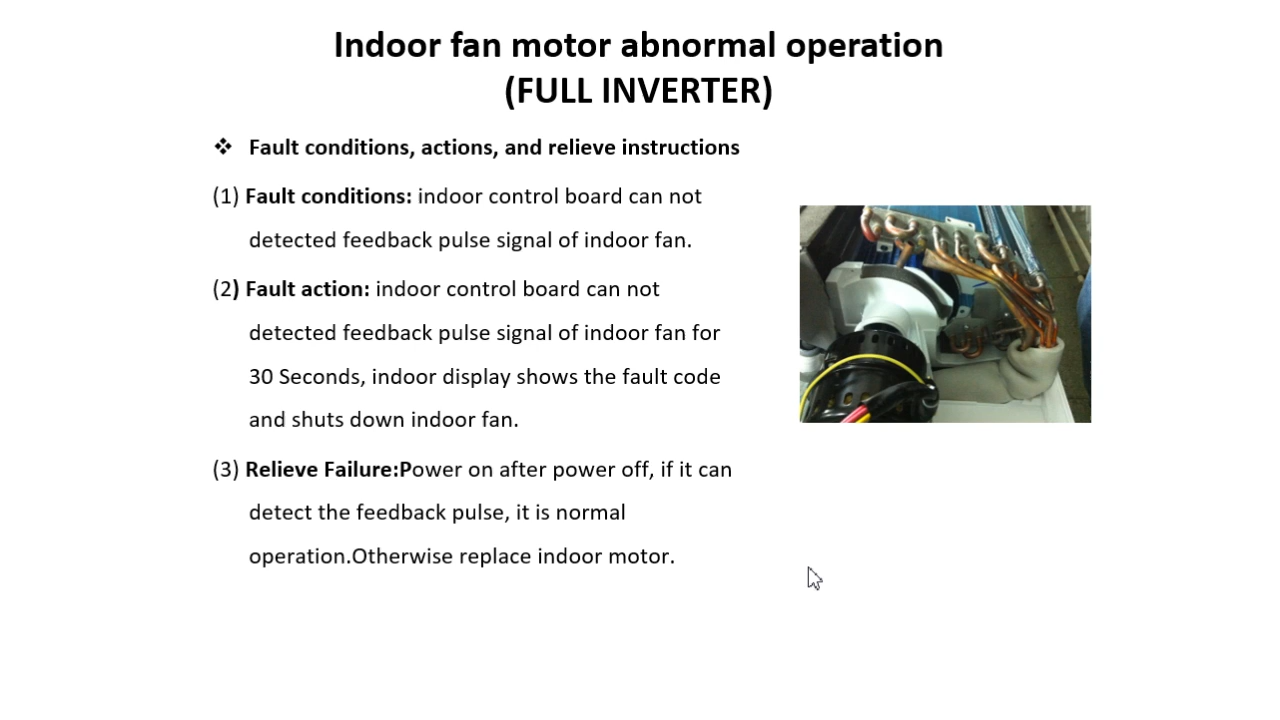 Indoor fan motor abnormal operation
(FULL INVERTER)
❖ Fault conditions, actions, and relieve instructions
(1) Fault conditions: indoor control board can not
detected feedback pulse signal of indoor fan.
(2) Fault action: indoor control board can not
detected feedback pulse signal of indoor fan for
30 Seconds, indoor display shows the fault code
and shuts down indoor fan.
(3) Relieve Failure:Power on after power off, if it can
detect the feedback pulse, it is normal
operation.Otherwise replace indoor motor.